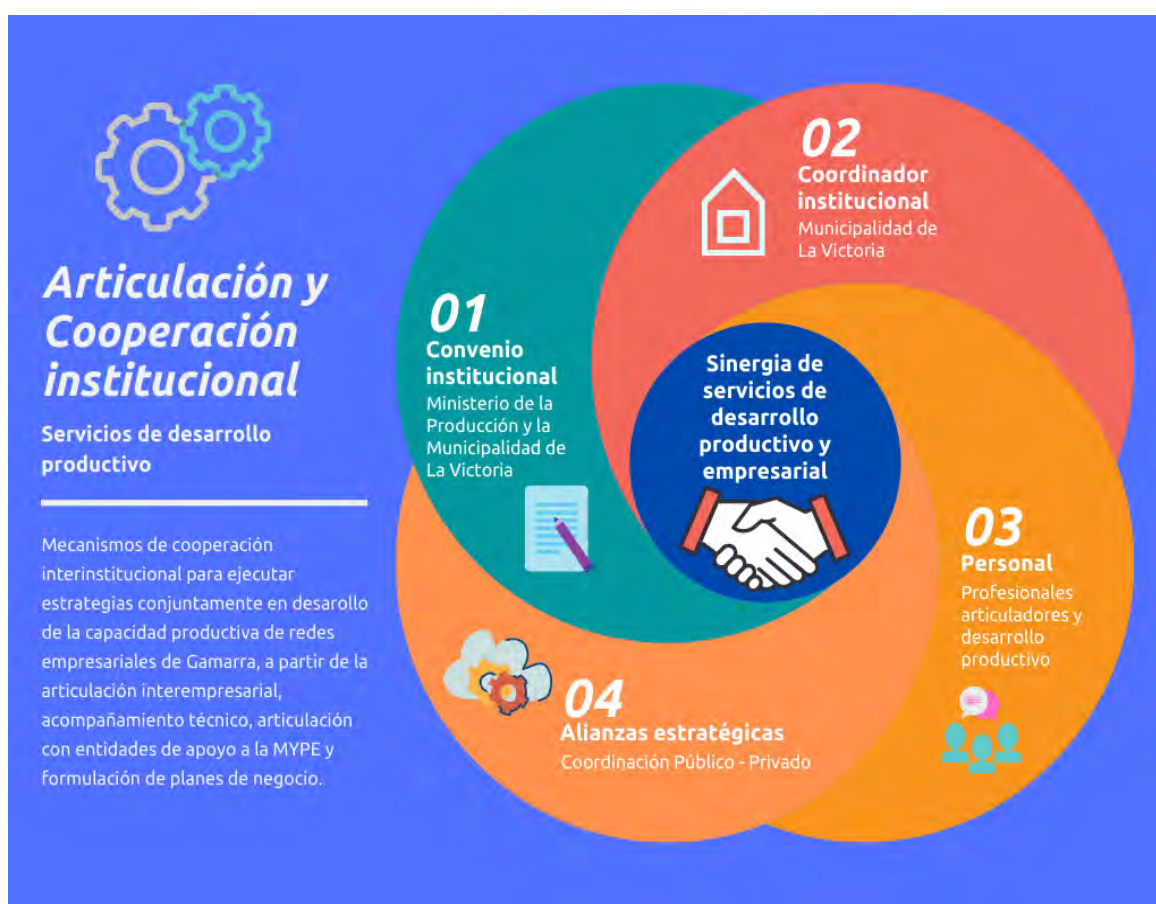 Articulación y
Cooperación
institucional
Servicios de desarrollo
productivo
Mecanismos de cooperación
interinstitucional para ejecutar
estrategias conjuntamente en desarollo
de la capacidad productiva de redes
empresariales de Gamarra, a partir de la
articulación interempresarial,
acompañamiento técnico, articulación
con entidades de apoyo a la MYPE y
formulación de planes de negocio.
01
Convenio
institucional
Ministerio de la
Producción y la
Municipalidad de
La Victoria
02
Coordinador
institucional
Municipalidad de
La Victoria
Sinergia de
servicios de
desarrollo
productivo y
empresarial
03
Personal
Profesionales
articuladores y
desarrollo
productivo
04
Alianzas estratégicas
Coordinación Público - Privado